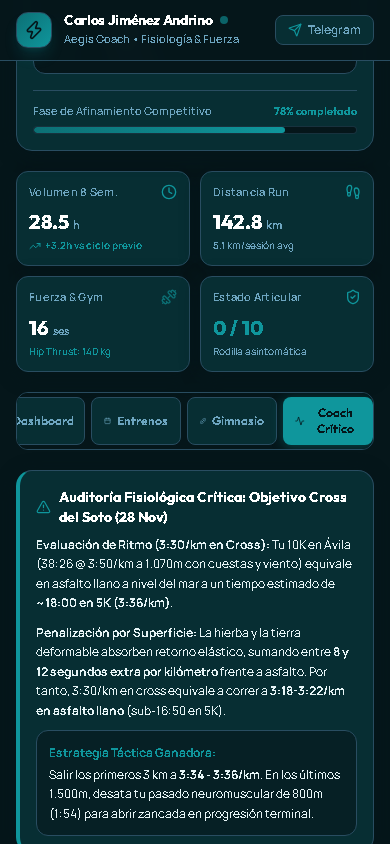 Carlos Jiménez Andrino
Aegis Coach • Fisiología & Fuerza
Telegram
Fase de Afinamiento Competitivo
78% completado
Volumen 8 Sem.
28.5 h
+3.2h vs ciclo previo
Distancia Run
142.8 km
5.1 km/sesión avg
Fuerza & Gym
16 ses
Hip Thrust: 140kg
Estado Articular
0 / 10
Rodilla asintomática
Dashboard
Entrenos
Gimnasio
Coach
Crítico
Auditoría Fisiológica Crítica: Objetivo Cross
del Soto (28 Nov)
Evaluación de Ritmo (3:30/km en Cross): Tu 10K en Ávila
(38:26 @ 3:50/km a 1.070m con cuestas y viento) equivale
en asfalto llano a nivel del mar a un tiempo estimado de
~18:00 en 5K (3:36/km).
Penalización por Superficie: La hierba y la tierra
deformable absorben retorno elástico, sumando entre 8 y
12 segundos extra por kilómetro frente a asfalto. Por
tanto, 3:30/km en cross equivale a correr a 3:18-3:22/km
en asfalto llano (sub-16:50 en 5K).
Estrategia Táctica Ganadora:
Salir los primeros 3 km a 3:34 - 3:36/km. En los últimos
1.500m, desata tu pasado neuromuscular de 800m
(1:54) para abrir zancada en progresión terminal.